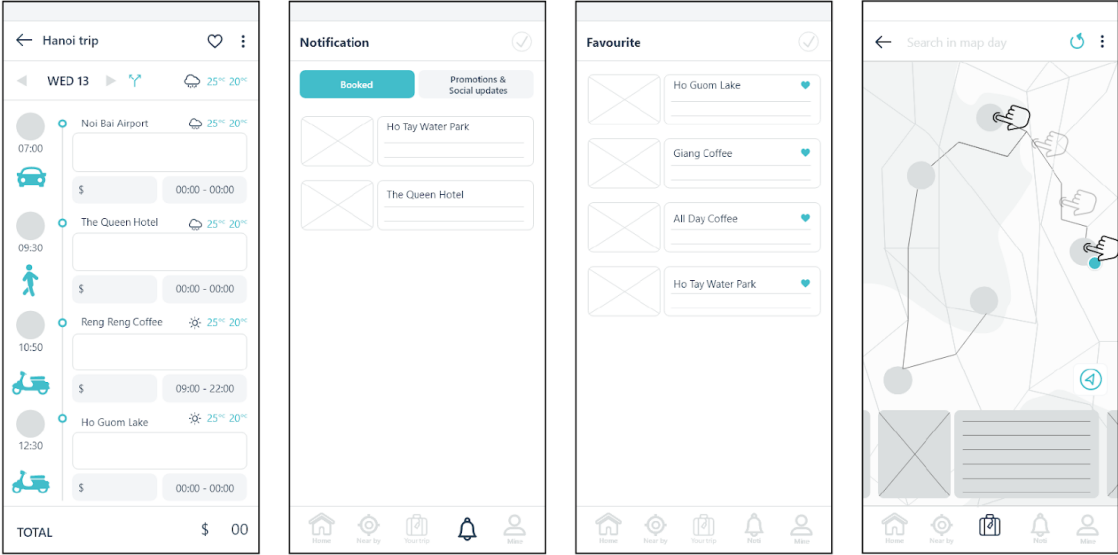 Hanoi trip
WED 13
25°C 20°C
Noi Bai Airport
25°C 20°C
07:00
$
00:00 - 00:00
The Queen Hotel
25°C 20°C
09:30
$
00:00 - 00:00
Reng Reng Coffee
25°C 20°C
10:50
$
09:00 - 22:00
Ho Guom Lake
25°C 20°C
12:30
$
00:00 - 00:00
TOTAL
$ 00
Notification
Booked
Promotions &
Social updates
Ho Tay Water Park
The Queen Hotel
Home
Near by
Your trip
Mine
Favourite
Ho Guom Lake
Giang Coffee
All Day Coffee
Ho Tay Water Park
Home
Near by
Your trip
Noti
Mine
Search in map day
Home
Near by
Noti
Mine